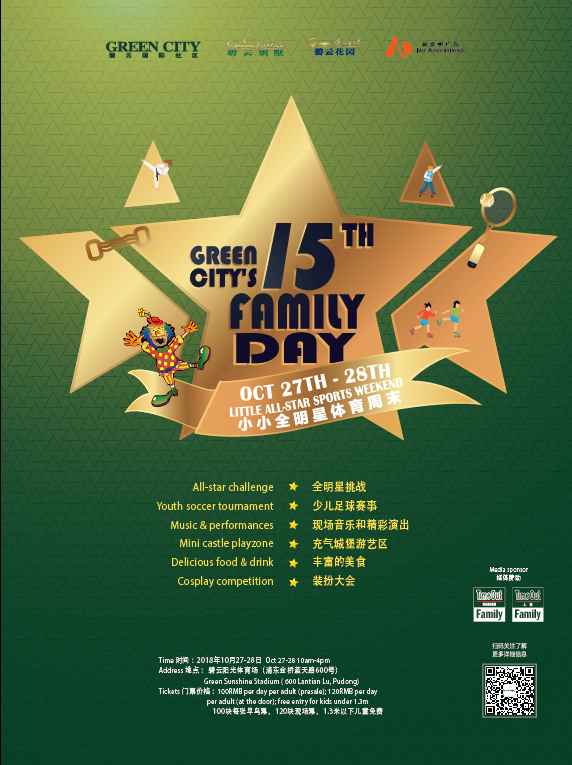 GREEN CITY
碧云国际社区
碧云别墅
碧云花园
GREEN
CITY'S
15TH
FAMILY
DAY
OCT 27TH - 28TH
LITTLE ALL-STAR SPORTS WEEKEND
小小全明星体育周末
All-star challenge ★ 全明星挑战
Youth soccer tournament ★ 少儿足球赛事
Music & performances ★ 现场音乐和精彩演出
Mini castle playzone ★ 充气城堡游艺区
Delicious food & drink ★ 丰富的美食
Cosplay competition ★ 装扮大会
Media sponsor
媒体赞助
TimeOut TimeOut
Family Family
扫码关注了解
更多详细信息
Time 时间：2018年10月27-28日 Oct 27-28 10am-4pm
Address 地点： 碧云阳光体育场（浦东金桥蓝天路600号）
Green Sunshine Stadium ( 600 Lantian Lu, Pudong)
Tickets 门票价格：100RMB per day per adult (presale); 120RMB per day
per adult (at the door); free entry for kids under 1.3m
100块每张早鸟票，120块现场票，1.3米以下儿童免费